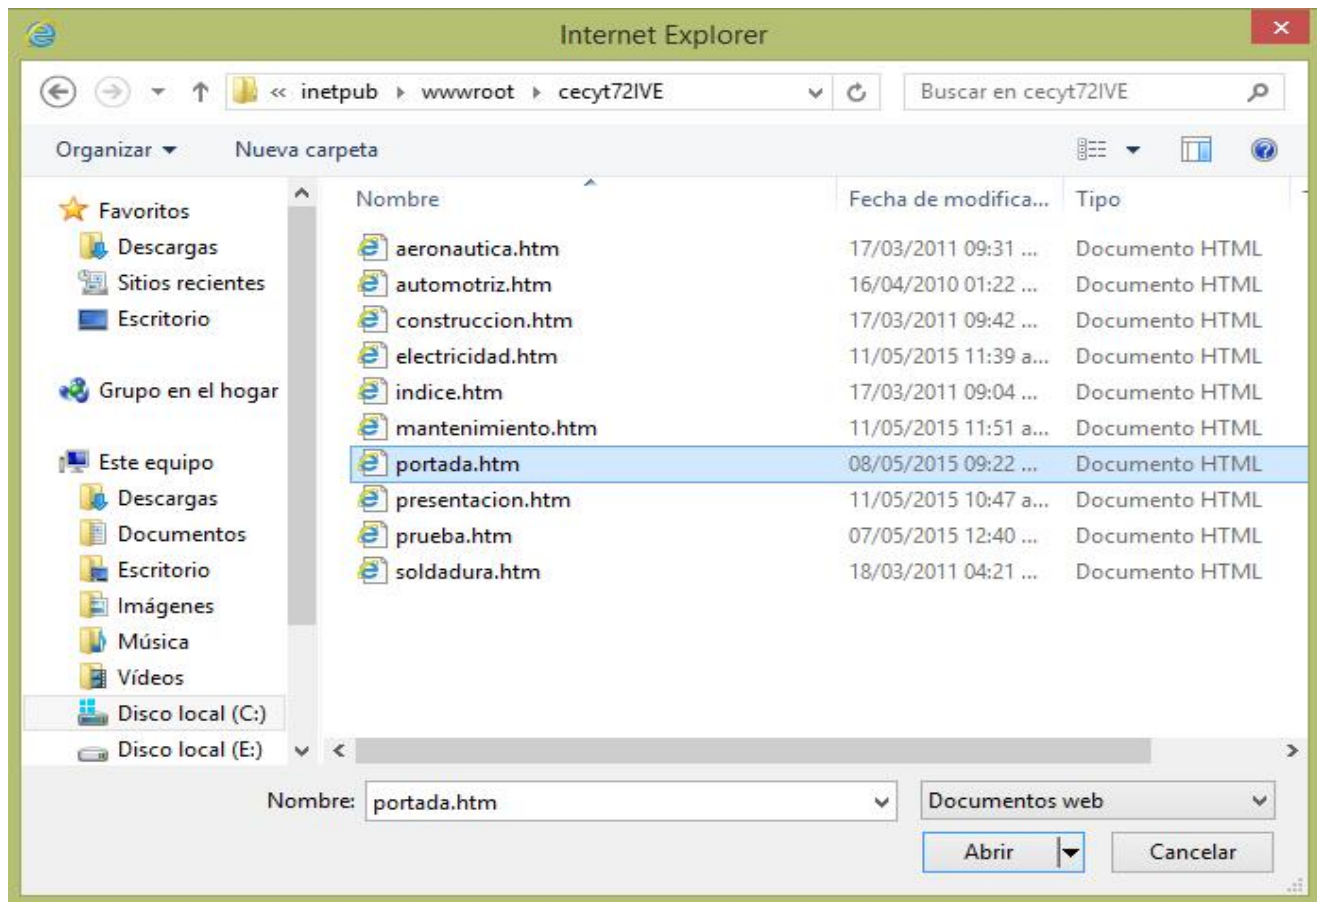 Internet Explorer
« inetpub wwwroot cecyt72IVE Buscar en cecyt72IVE
Organizar Nueva carpeta
Favoritos
Descargas
Sitios recientes
Escritorio
Grupo en el hogar
Este equipo
Descargas
Documentos
Escritorio
Imágenes
Música
Vídeos
Disco local (C:)
Disco local (E:)
Nombre Fecha de modifica... Tipo
aeronautica.htm 17/03/2011 09:31 ... Documento HTML
automotriz.htm 16/04/2010 01:22 ... Documento HTML
construccion.htm 17/03/2011 09:42 ... Documento HTML
electricidad.htm 11/05/2015 11:39 a... Documento HTML
indice.htm 17/03/2011 09:04 ... Documento HTML
mantenimiento.htm 11/05/2015 11:51 a... Documento HTML
portada.htm 08/05/2015 09:22 ... Documento HTML
presentacion.htm 11/05/2015 10:47 a... Documento HTML
prueba.htm 07/05/2015 12:40 ... Documento HTML
soldadura.htm 18/03/2011 04:21 ... Documento HTML
Nombre: portada.htm Documentos web
Abrir Cancelar